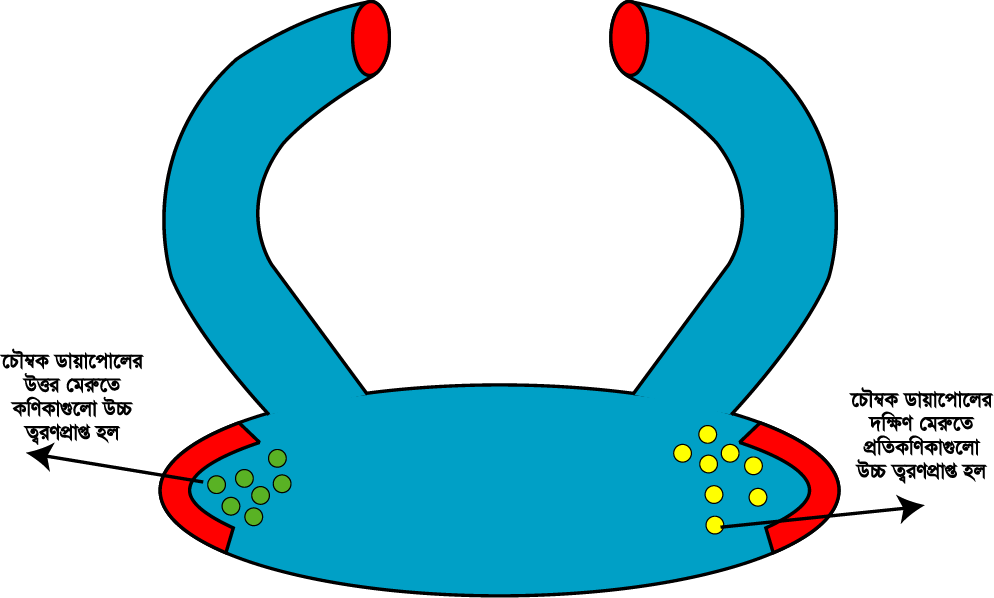 চৌম্বক ডায়াপোলের
উত্তর মেরুতে
কণিকাগুলো উচ্চ
ত্বরণপ্রাপ্ত হল
চৌম্বক ডায়াপোলের
দক্ষিণ মেরুতে
প্রতিকণিকাগুলো
উচ্চ ত্বরণপ্রাপ্ত হল